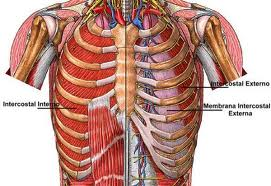 Intercostal Externo
Intercostal Interno
Membrana Intercostal
Externa